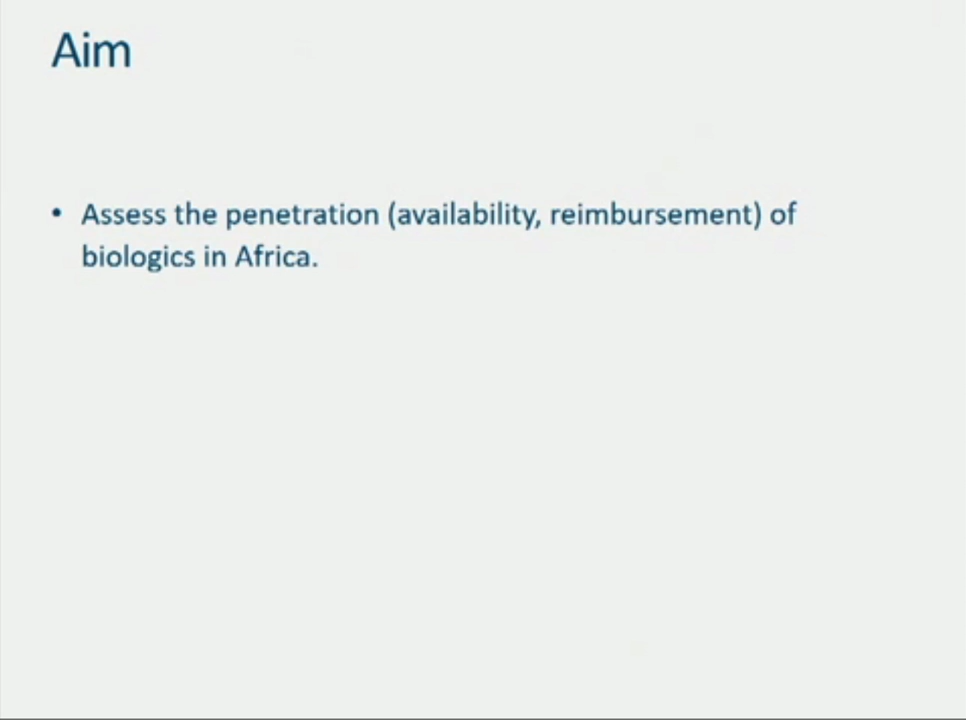 Aim
• Assess the penetration (availability, reimbursement) of
biologics in Africa.